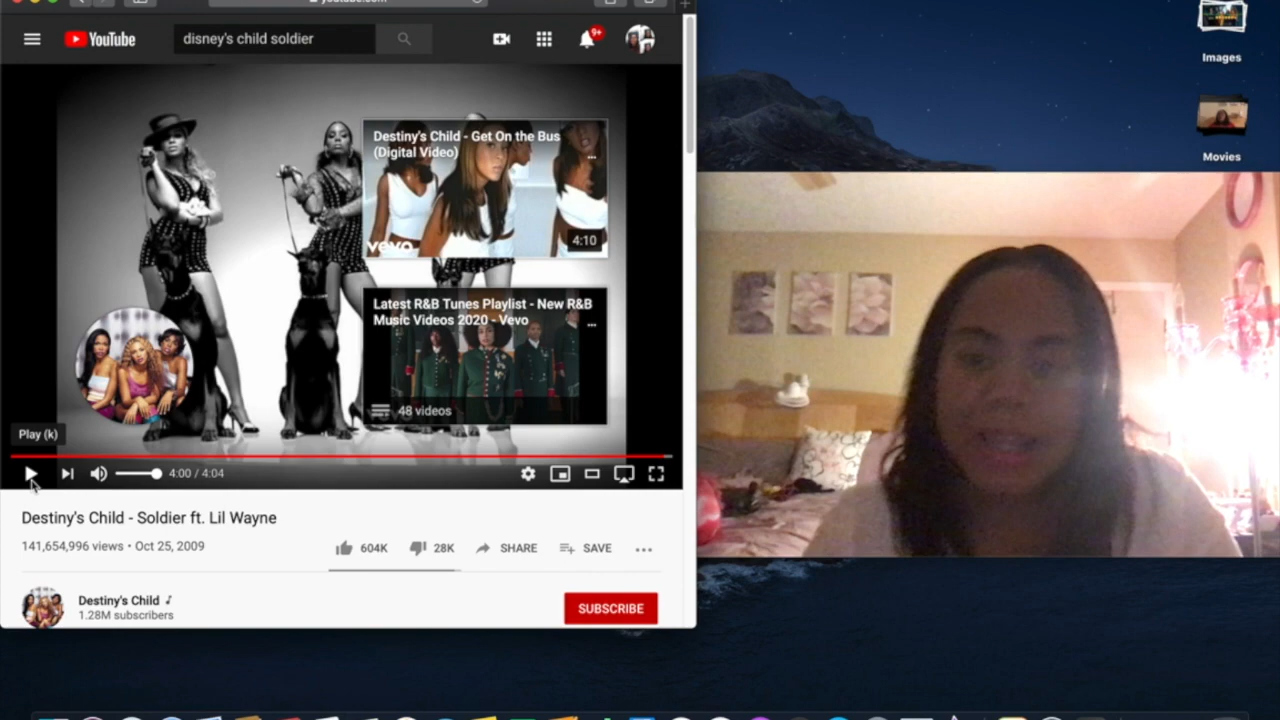 YouTube
disney's child soldier
9+
Images
Movies
Destiny's Child - Get On the Bus
(Digital Video)
vevo
4:10
Latest R&B Tunes Playlist - New R&B
Music Videos 2020 - Vevo
48 videos
Play (k)
4:00 / 4:04
Destiny's Child - Soldier ft. Lil Wayne
141,654,996 views • Oct 25, 2009
604K
28K
SHARE
SAVE
Destiny's Child
1.28M subscribers
SUBSCRIBE